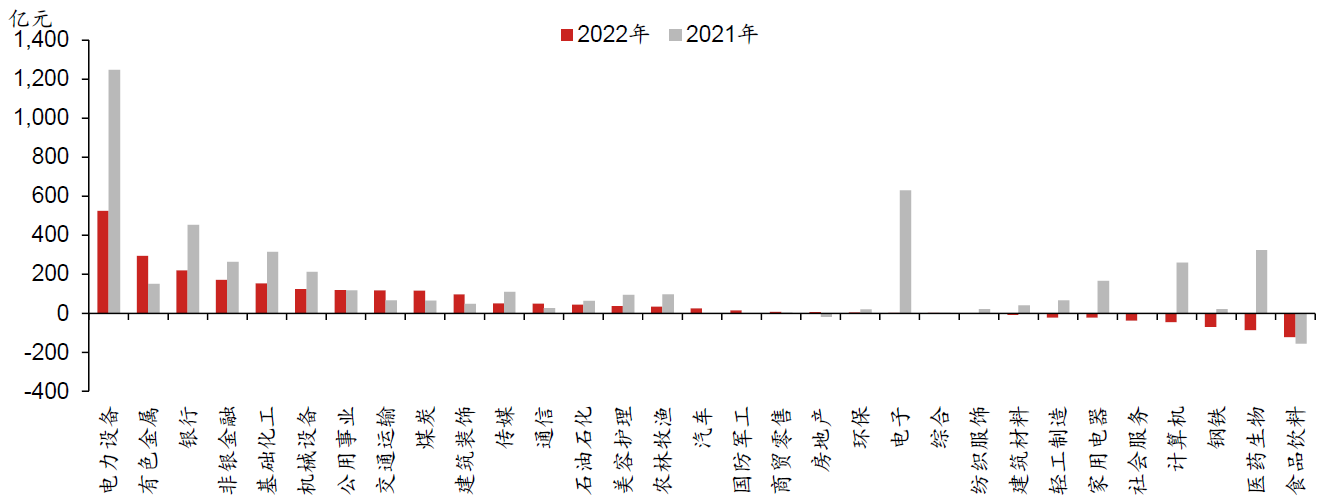 亿元
2022年 2021年
1,400
1,200
1,000
800
600
400
200
0
-200
-400
电力设备
有色金属
银行
非银金融
基础化工
机械设备
公用事业
交通运输
煤炭
建筑装饰
传媒
通信
石油石化
美容护理
农林牧渔
汽车
国防军工
商贸零售
房地产
环保
电子
综合
纺织服饰
建筑材料
轻工制造
家用电器
社会服务
计算机
钢铁
医药生物
食品饮料